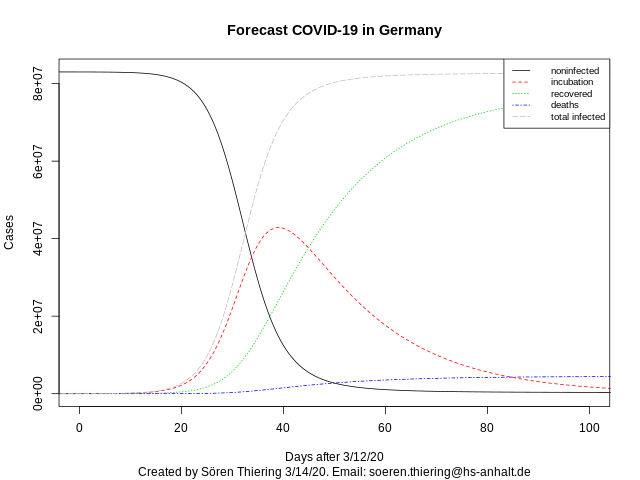 Forecast COVID-19 in Germany
noninfected
incubation
recovered
deaths
total infected
Cases
8e+07
6e+07
4e+07
2e+07
0e+00
0 20 40 60 80 100
Days after 3/12/20
Created by Sören Thiering 3/14/20. Email: soeren.thiering@hs-anhalt.de